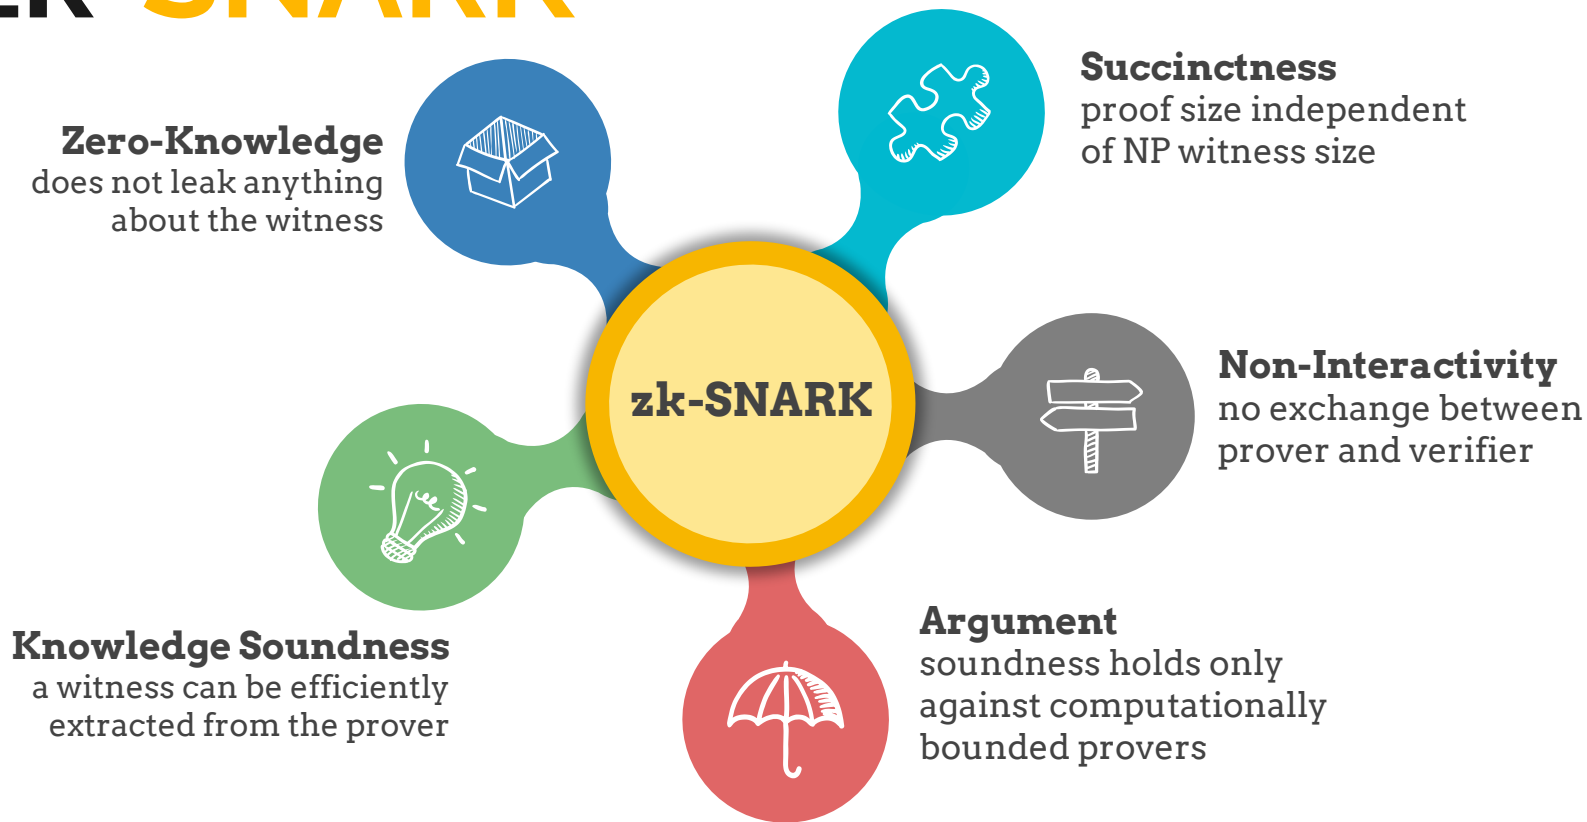 zk-SNARK
Zero-Knowledge
does not leak anything
about the witness
Succinctness
proof size independent
of NP witness size
Non-Interactivity
no exchange between
prover and verifier
zk-SNARK
Knowledge Soundness
a witness can be efficiently
extracted from the prover
Argument
soundness holds only
against computationally
bounded provers